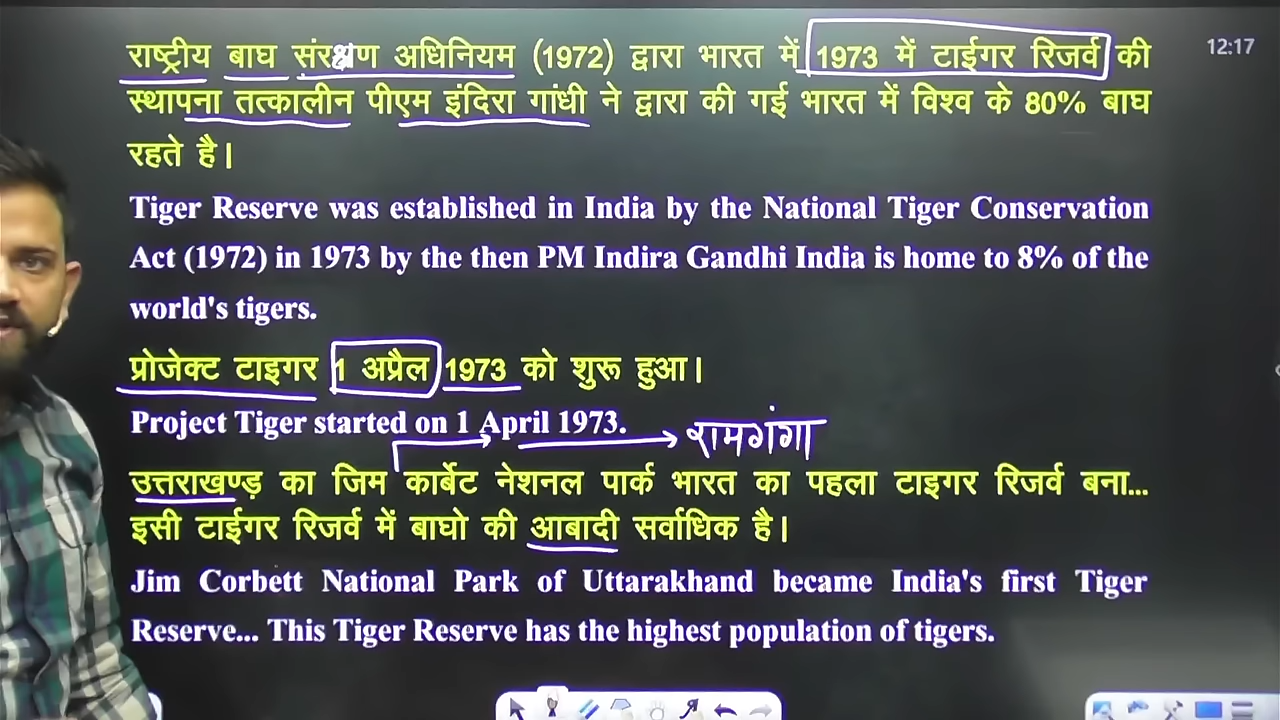 राष्ट्रीय बाघ संरक्षण अधिनियम (1972) द्वारा भारत में 1973 में टाईगर रिजर्व की
12:17
स्थापना तत्कालीन पीएम इंदिरा गांधी ने द्वारा की गई भारत में विश्व के 80% बाघ
रहते है।
Tiger Reserve was established in India by the National Tiger Conservation
Act (1972) in 1973 by the then PM Indira Gandhi India is home to 8% of the
world's tigers.
प्रोजेक्ट टाइगर 1 अप्रैल 1973 को शुरू हुआ।
Project Tiger started on 1 April 1973.
रामगंगा
उत्तराखण्ड़ का जिम कार्बेट नेशनल पार्क भारत का पहला टाइगर रिजर्व बना...
इसी टाईगर रिजर्व में बाघो की आबादी सर्वाधिक है।
Jim Corbett National Park of Uttarakhand became India's first Tiger
Reserve... This Tiger Reserve has the highest population of tigers.